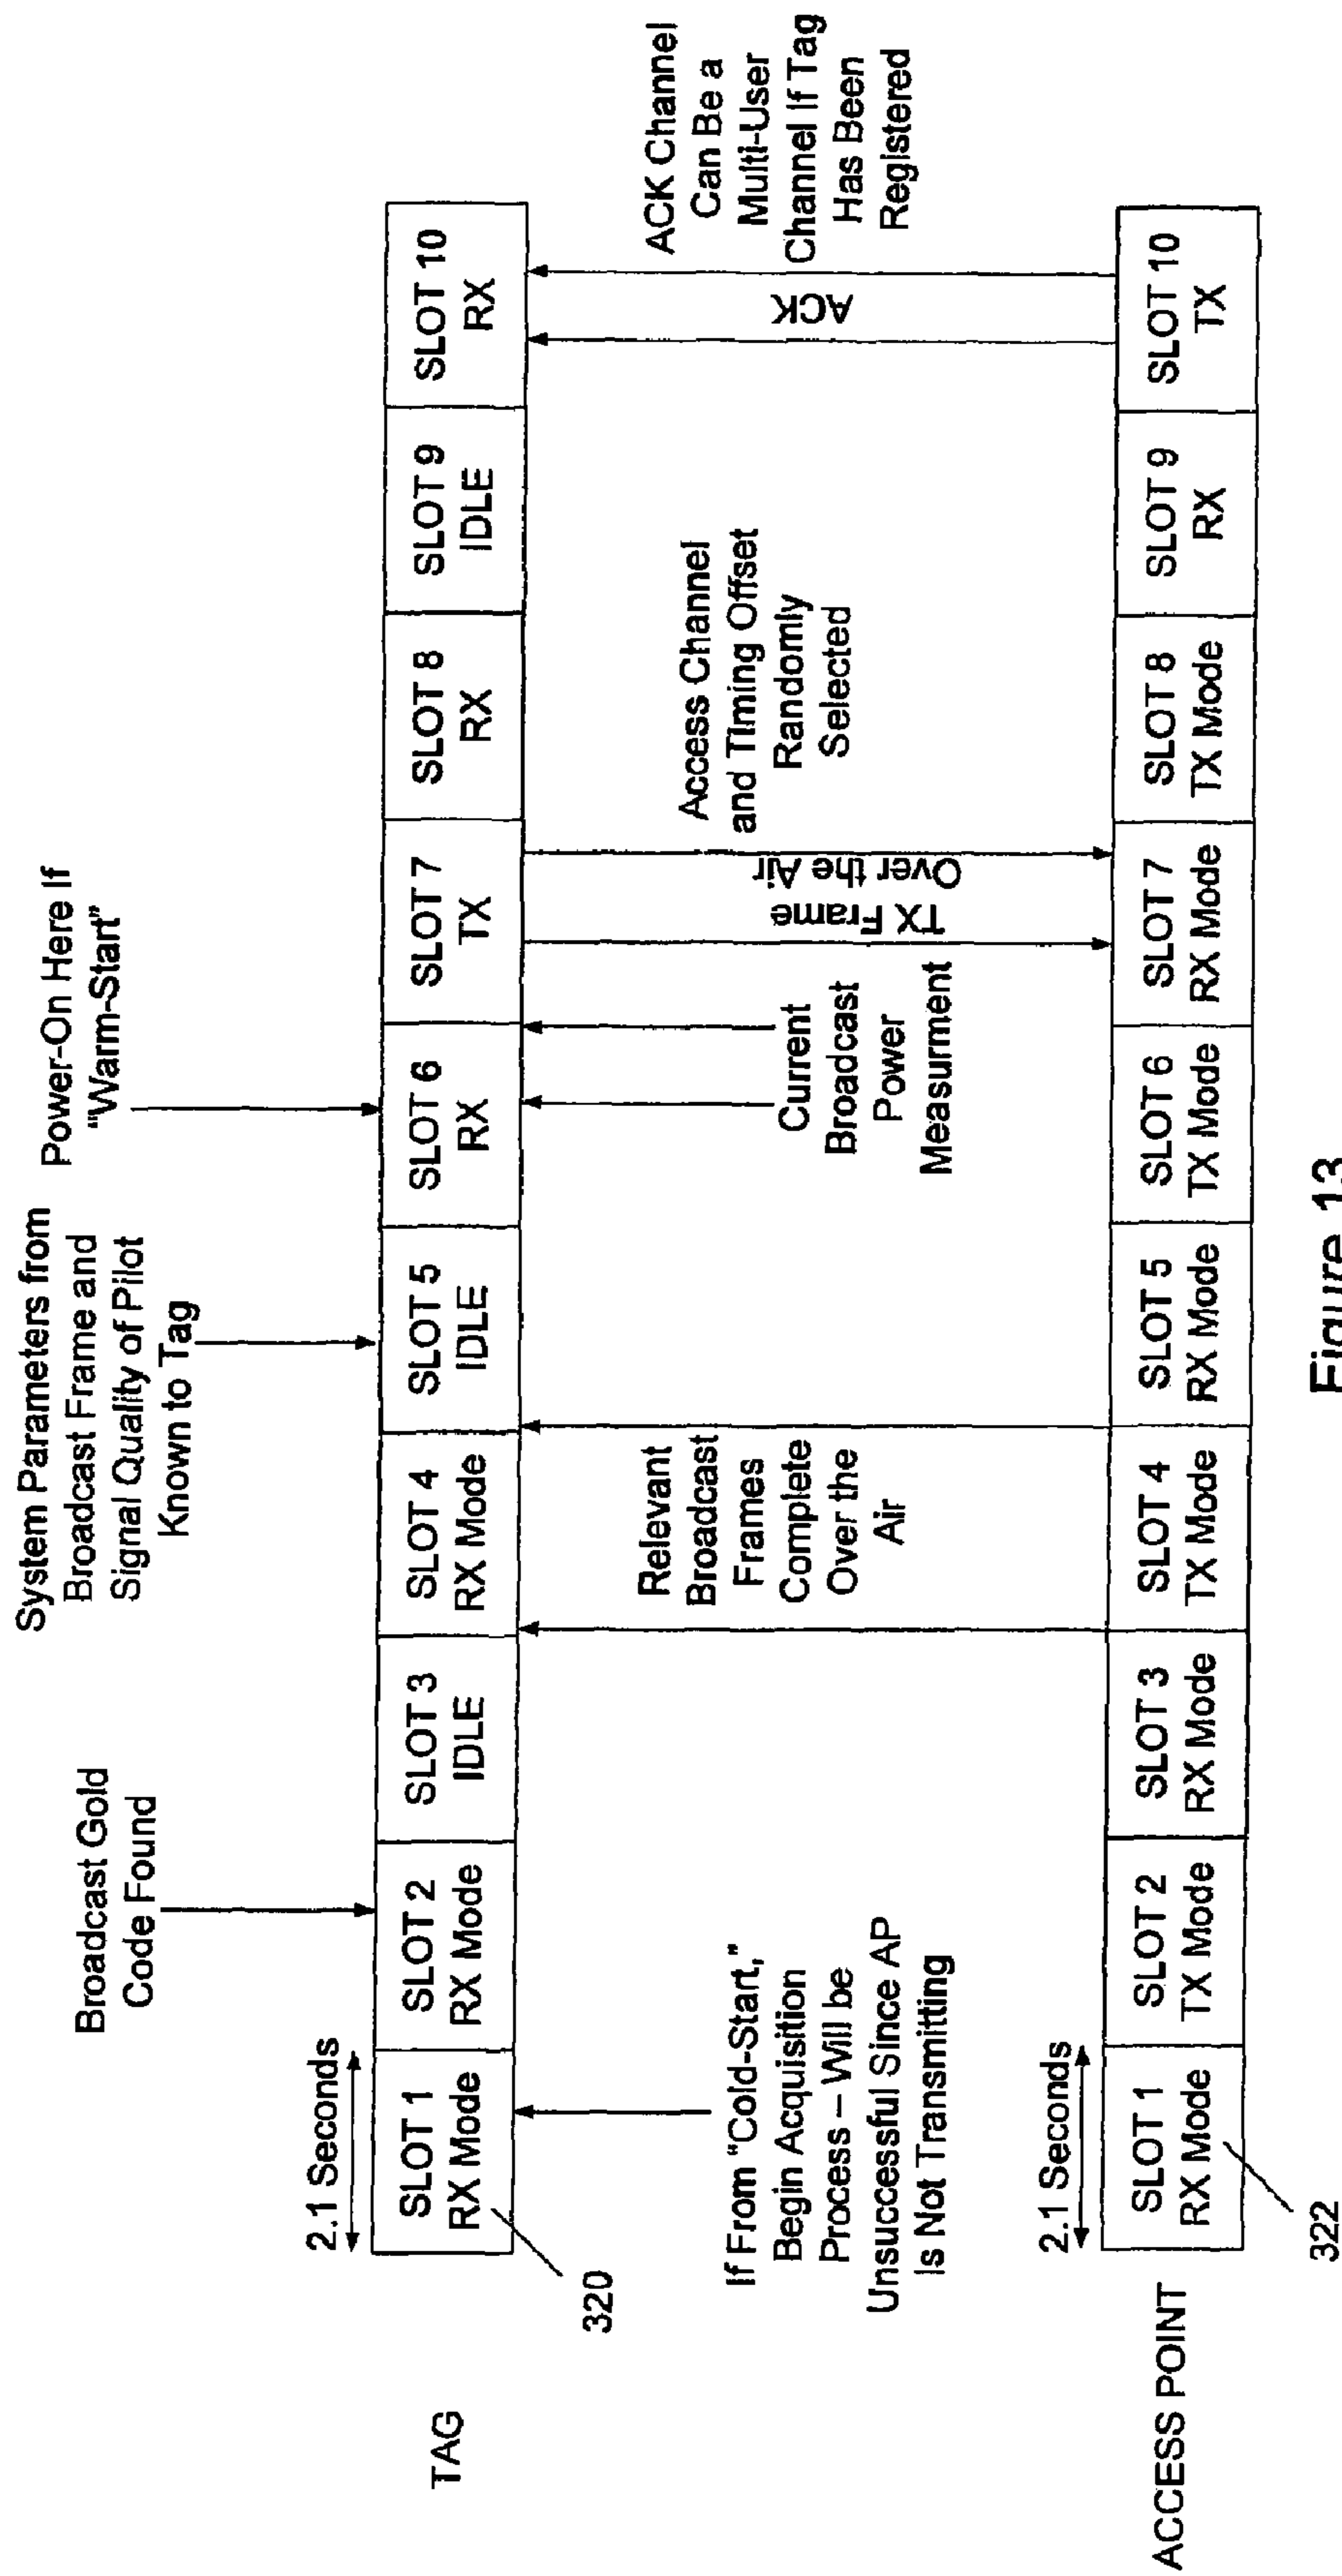 System Parameters from
Broadcast Frame and
Signal Quality of Pilot
Known to Tag
Power-On Here If
"Warm-Start"
Broadcast Gold
Code Found
2.1 Seconds
TAG
SLOT 1
RX Mode
SLOT 2
RX Mode
SLOT 3
IDLE
SLOT 4
RX Mode
SLOT 5
IDLE
SLOT 6
RX
SLOT 7
TX
SLOT 8
RX
SLOT 9
IDLE
SLOT 10
RX
320
If From "Cold-Start,"
Begin Acquisition
Process – Will be
Unsuccessful Since AP
Is Not Transmitting
Relevant
Broadcast
Frames
Complete
Over the
Air
Current
Broadcast
Power
Measurment
TX Frame
Over the Air
Access Channel
and Timing Offset
Randomly
Selected
ACK
ACK Channel
Can Be a
Multi-User
Channel If Tag
Has Been
Registered
2.1 Seconds
ACCESS POINT
SLOT 1
RX Mode
SLOT 2
TX Mode
SLOT 3
RX Mode
SLOT 4
TX Mode
SLOT 5
RX Mode
SLOT 6
TX Mode
SLOT 7
RX Mode
SLOT 8
TX Mode
SLOT 9
RX
SLOT 10
TX
322
Figure 13